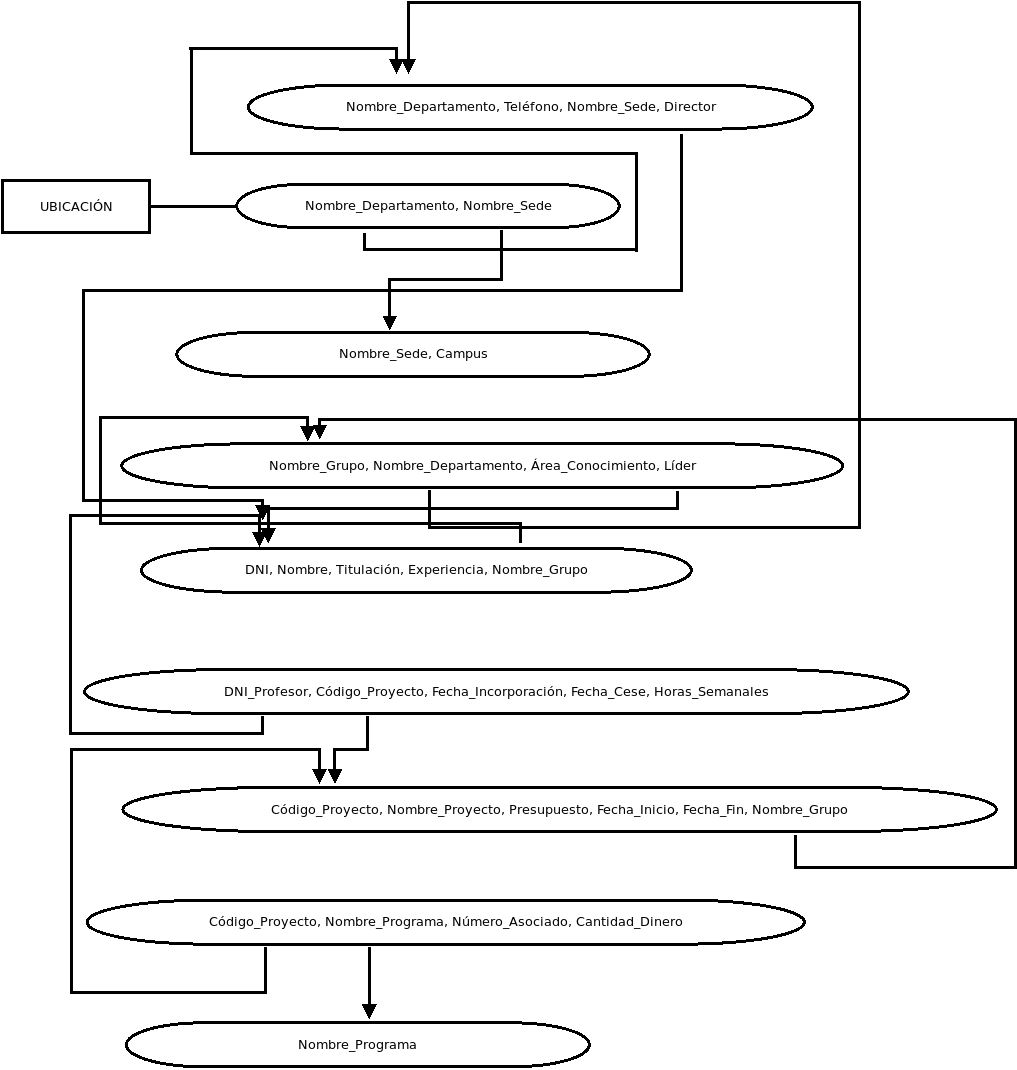 Nombre_Departamento, Teléfono, Nombre_Sede, Director
UBICACIÓN
Nombre_Departamento, Nombre_Sede
Nombre_Sede, Campus
Nombre_Grupo, Nombre_Departamento, Área_Conocimiento, Líder
DNI, Nombre, Titulación, Experiencia, Nombre_Grupo
DNI_Profesor, Código_Proyecto, Fecha_Incorporación, Fecha_Cese, Horas_Semanales
Código_Proyecto, Nombre_Proyecto, Presupuesto, Fecha_Inicio, Fecha_Fin, Nombre_Grupo
Código_Proyecto, Nombre_Programa, Número_Asociado, Cantidad_Dinero
Nombre_Programa